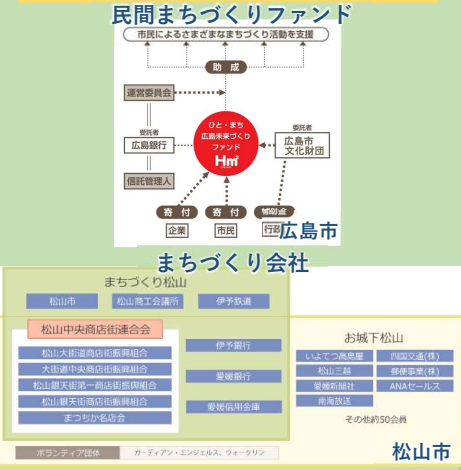 民間まちづくりファンド
市民によるさまざまなまちづくり活動を支援
助成
運営委員会
受託者
広島銀行
信託管理人
ひと・まち
広島未来づくり
ファンド
Hm²
委託者
広島市
文化財団
寄付
寄付
補助金
企業
市民
行政
広島市
まちづくり会社
まちづくり松山
松山市
松山商工会議所
伊予鉄道
松山中央商店街連合会
松山大街道商店街振興組合
大街道中央商店街振興組合
松山銀天街第一商店街振興組合
松山銀天街商店街振興組合
まつちか名店会
伊予銀行
愛媛銀行
愛媛信用金庫
お城下松山
いよてつ高島屋
四国交通(株)
松山三越
郵便事業(株)
愛媛新聞社
ANAセールス
南海放送
その他約50会員
ボランティア団体
ガーディアン・エンジェルス、ウォークリン
松山市